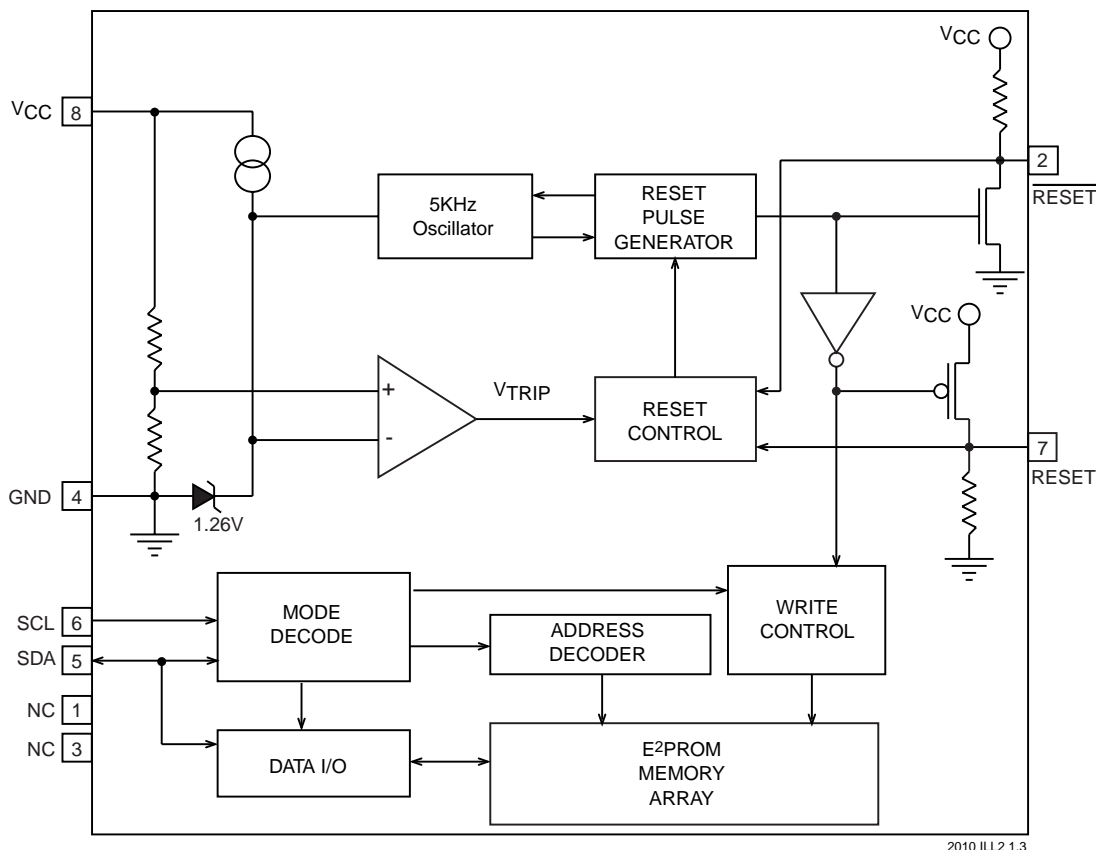 VCC
VCC 8
2
RESET
5KHz
Oscillator
RESET
PULSE
GENERATOR
VCC
+
-
VTRIP
RESET
CONTROL
7
RESET
GND 4
1.26V
SCL 6
SDA 5
NC 1
NC 3
MODE
DECODE
ADDRESS
DECODER
WRITE
CONTROL
DATA I/O
E²PROM
MEMORY
ARRAY
2010 ILL2 1.3